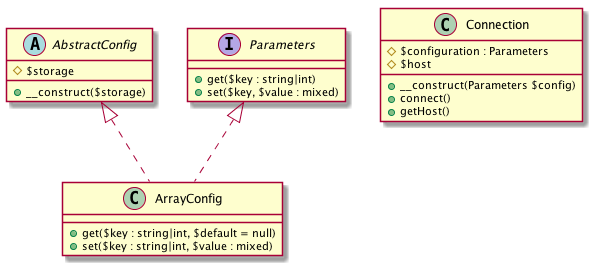 A AbstractConfig
$storage
__construct($storage)
I Parameters
get($key : string|int)
set($key, $value : mixed)
C Connection
$configuration : Parameters
$host
__construct(Parameters $config)
connect()
getHost()
C ArrayConfig
get($key : string|int, $default = null)
set($key : string|int, $value : mixed)